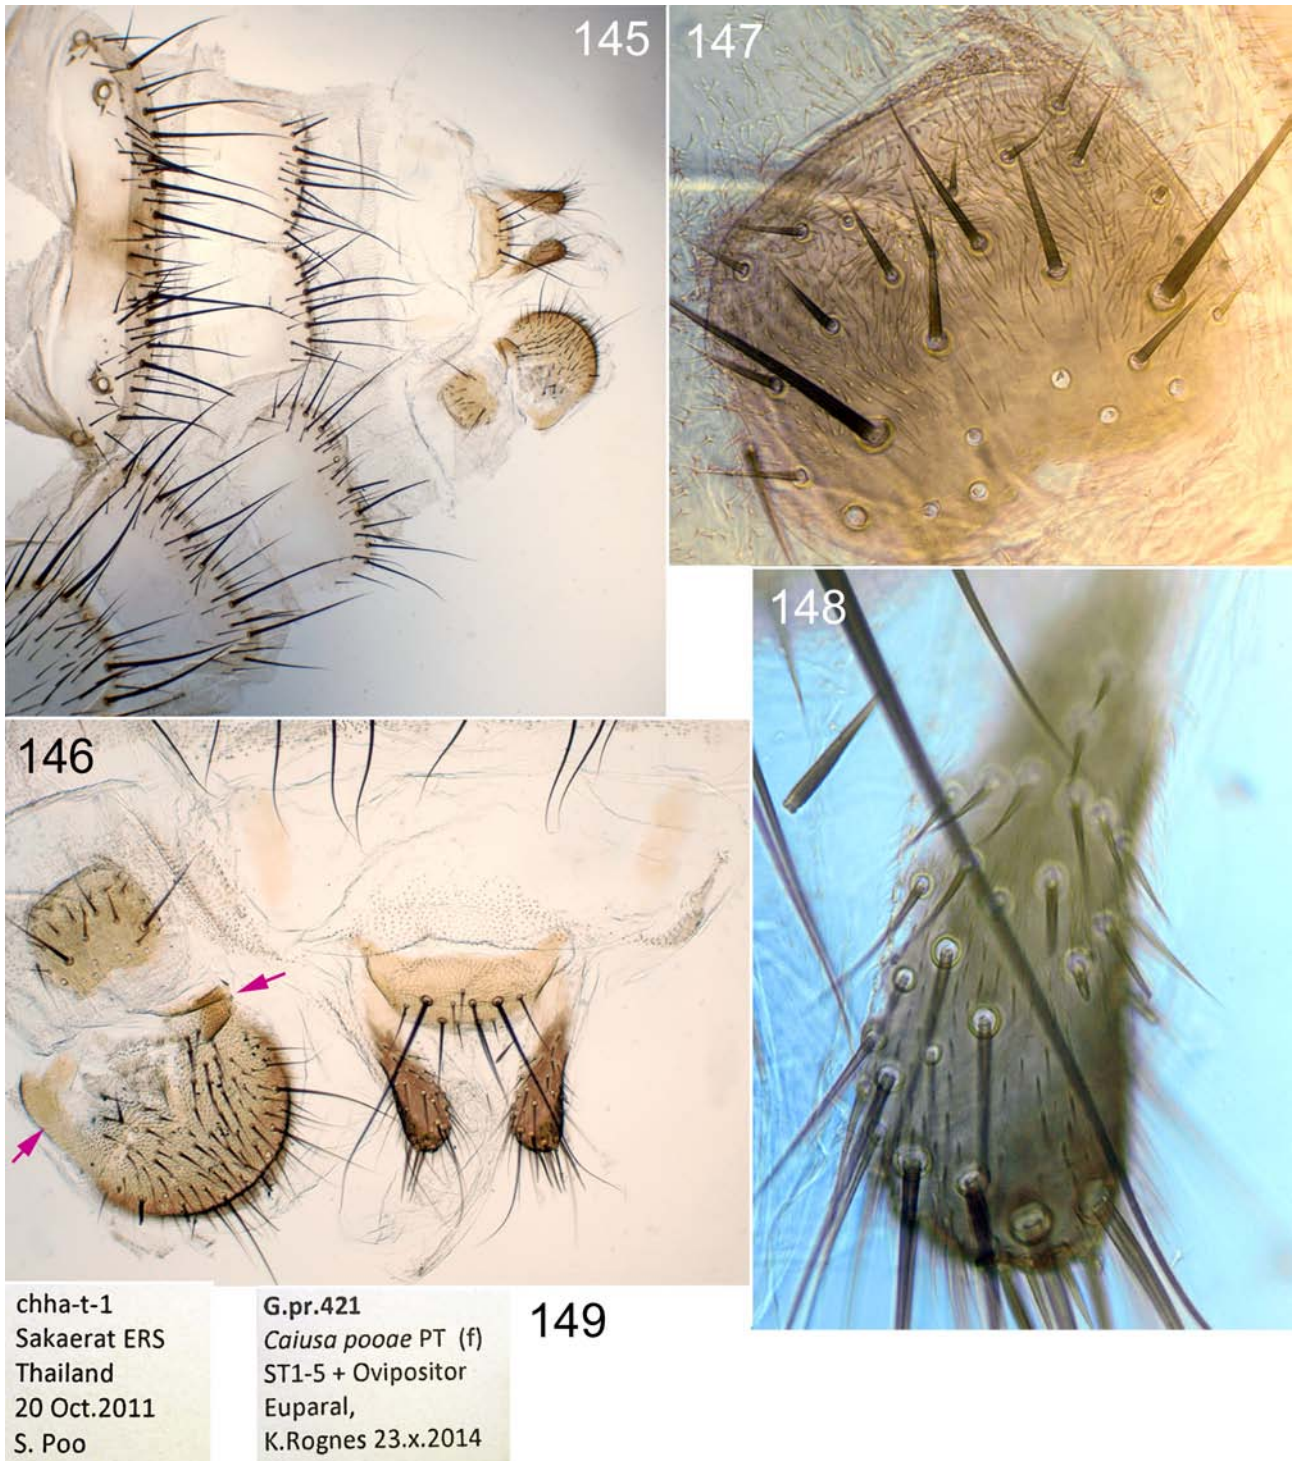 145
147
148
146
chha-t-1
Sakaerat ERS
Thailand
20 Oct.2011
S. Poo
G.pr.421
Caiusa pooae PT (f)
ST1-5 + Ovipositor
Euparal,
K.Rognes 23.x.2014
149